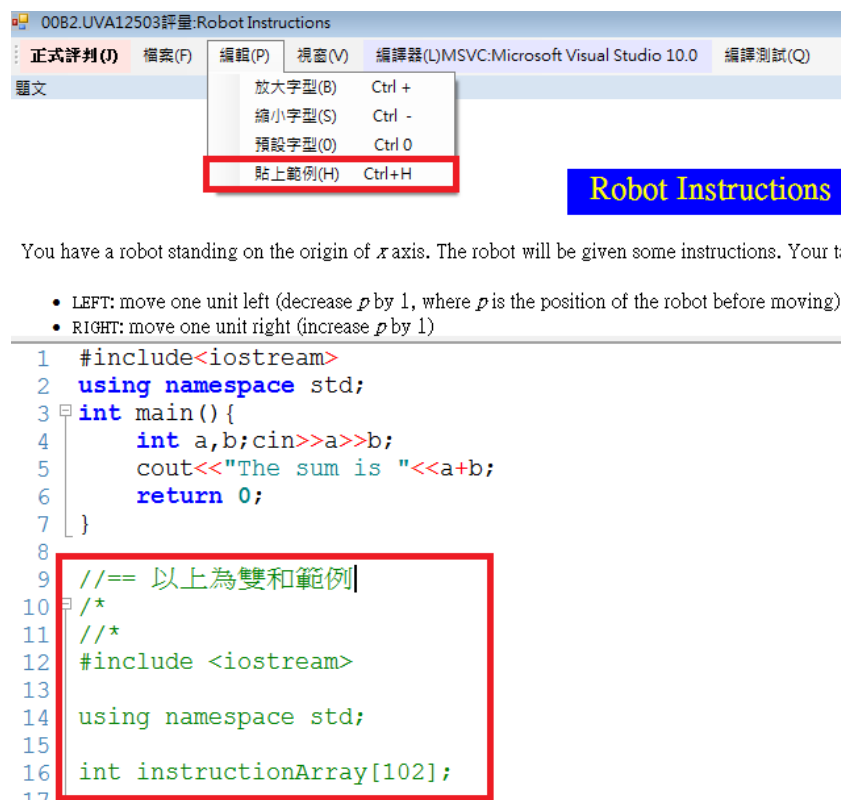 00B2.UVA12503評量:Robot Instructions
正式評判(J) 檔案(F) 編輯(P) 視窗(V) 編譯器(L)MSVC:Microsoft Visual Studio 10.0 編譯測試(Q)
題文
放大字型(B) Ctrl +
縮小字型(S) Ctrl -
預設字型(0) Ctrl 0
貼上範例(H) Ctrl+H
Robot Instructions
You have a robot standing on the origin of x axis. The robot will be given some instructions. Your
• LEFT: move one unit left (decrease p by 1, where p is the position of the robot before moving)
• RIGHT: move one unit right (increase p by 1)
1 #include<iostream>
2 using namespace std;
3 int main(){
4 int a,b;cin>>a>>b;
5 cout<<"The sum is "<<a+b;
6 return 0;
7 }
8
9 //== 以上為雙和範例
10 /*
11 //*
12 #include <iostream>
13
14 using namespace std;
15
16 int instructionArray[102];
17